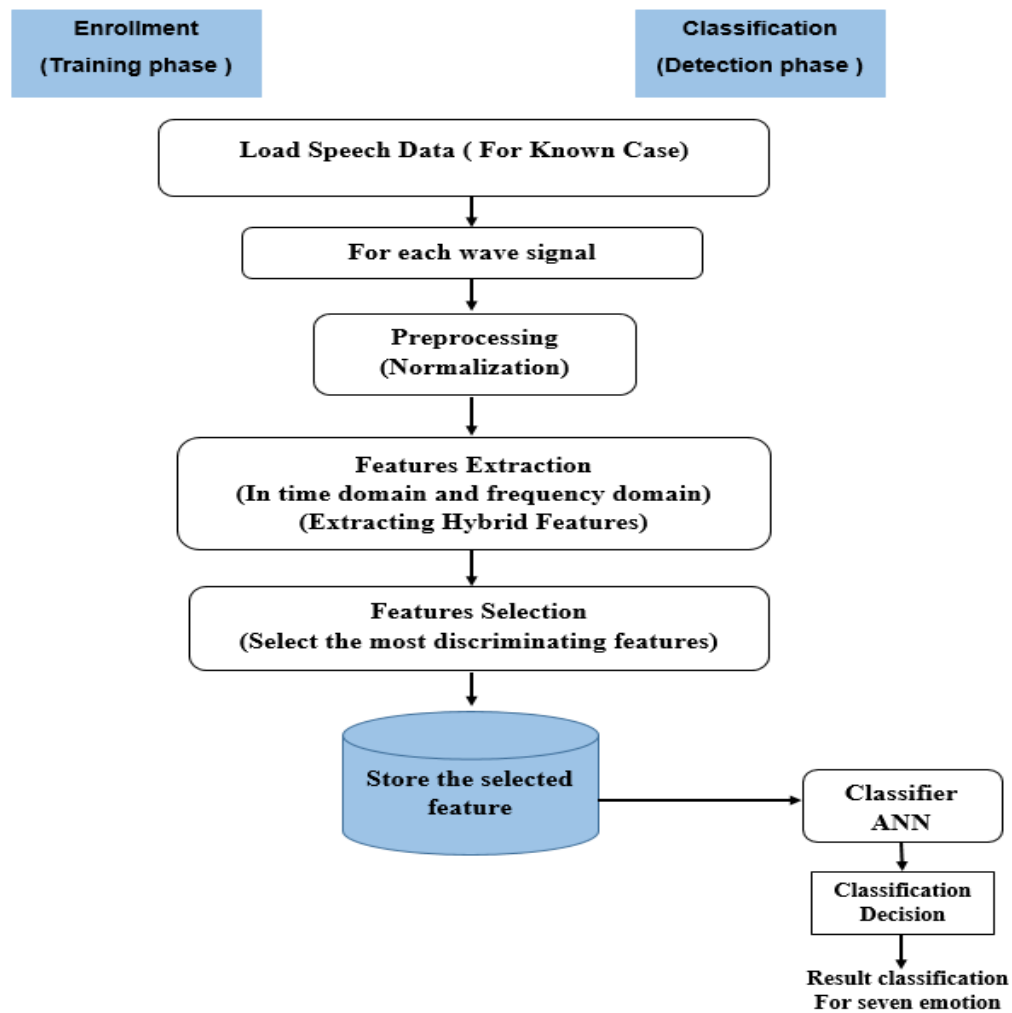 Enrollment
(Training phase )
Classification
(Detection phase )
Load Speech Data ( For Known Case)
For each wave signal
Preprocessing
(Normalization)
Features Extraction
(In time domain and frequency domain)
(Extracting Hybrid Features)
Features Selection
(Select the most discriminating features)
Store the selected
feature
Classifier
ANN
Classification
Decision
Result classification
For seven emotion